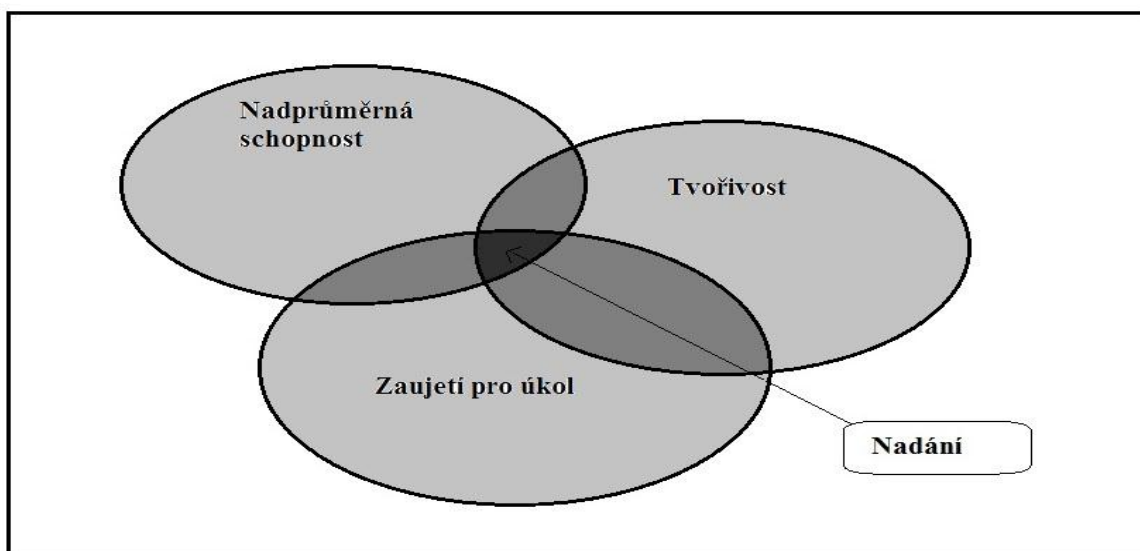 Nadprůměrná
schopnost
Tvořivost
Zaujetí pro úkol
Nadání